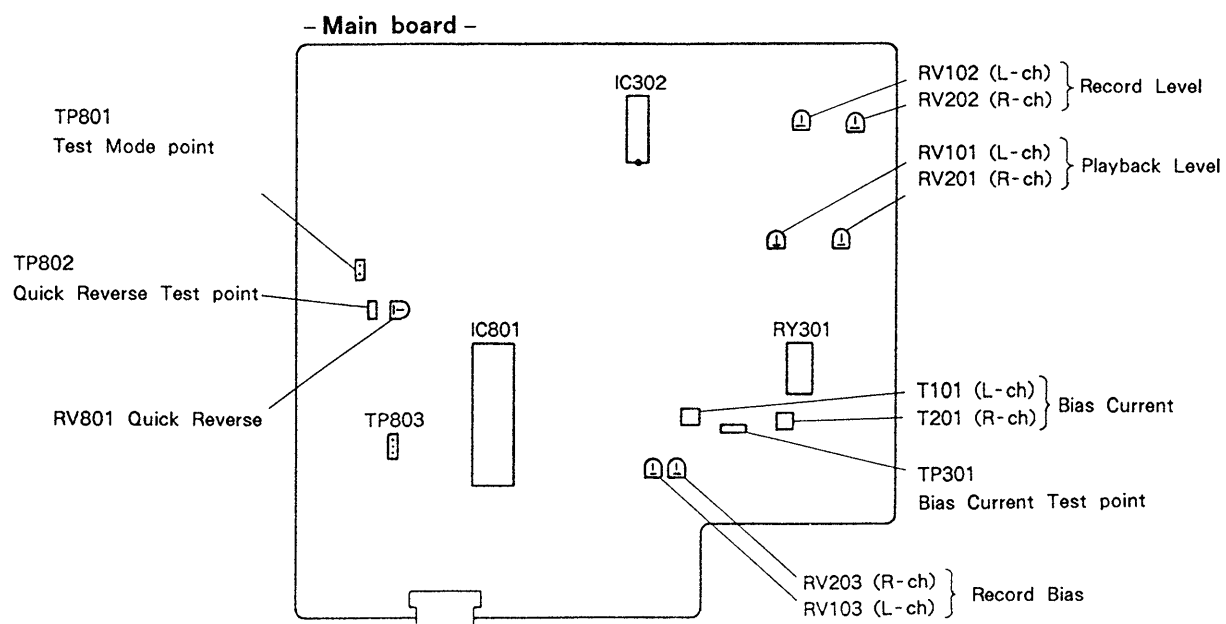 – Main board –
IC302
RV102 (L-ch)
RV202 (R-ch)
Record Level
TP801
Test Mode point
RV101 (L-ch)
RV201 (R-ch)
Playback Level
TP802
Quick Reverse Test point
IC801
RY301
RV801 Quick Reverse
TP803
T101 (L-ch)
T201 (R-ch)
Bias Current
TP301
Bias Current Test point
RV203 (R-ch)
RV103 (L-ch)
Record Bias